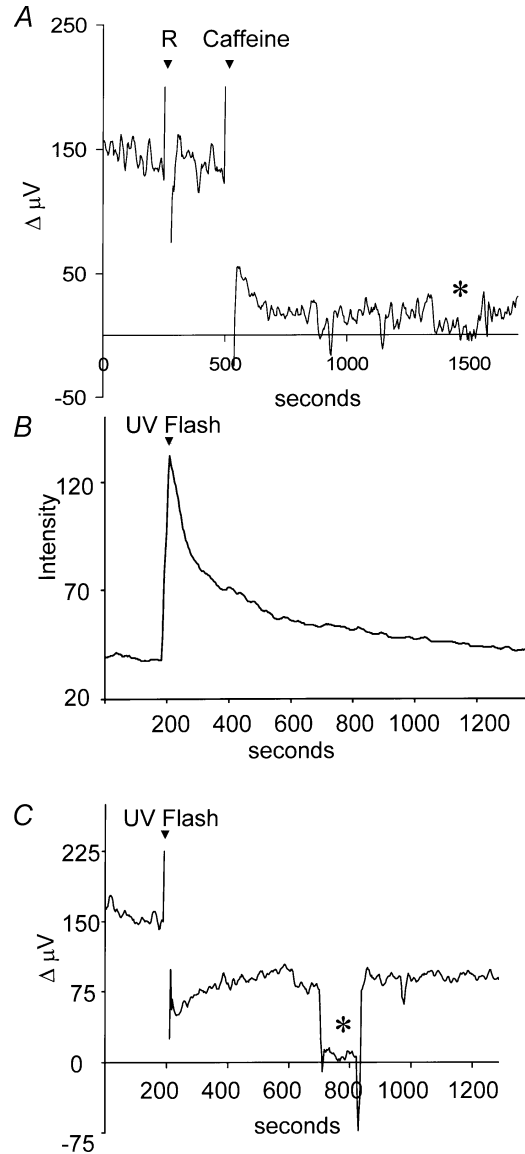 A
R Caffeine
250
150
50
-50
Δ μV
*
0 500 1000 1500
seconds
B
UV Flash
120
70
20
Intensity
200 400 600 800 1000 1200
seconds
C
UV Flash
225
150
75
0
-75
Δ μV
*
200 400 600 800 1000 1200
seconds